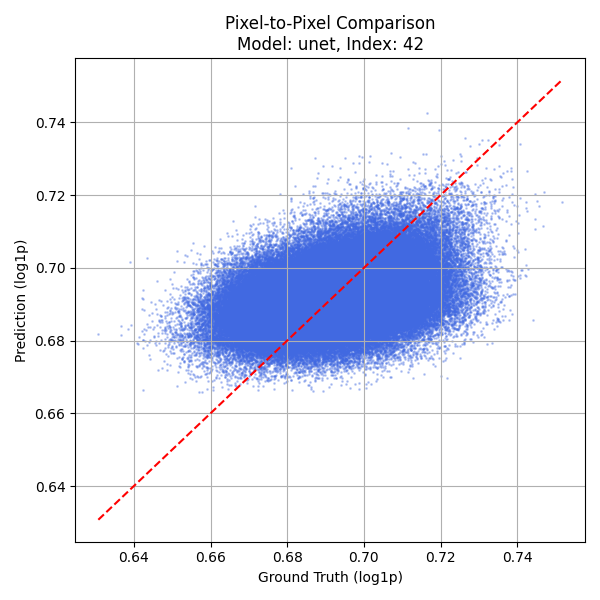 Pixel-to-Pixel Comparison
Model: unet, Index: 42
0.74
0.72
0.70
0.68
0.66
0.64
Prediction (log1p)
0.64 0.66 0.68 0.70 0.72 0.74
Ground Truth (log1p)